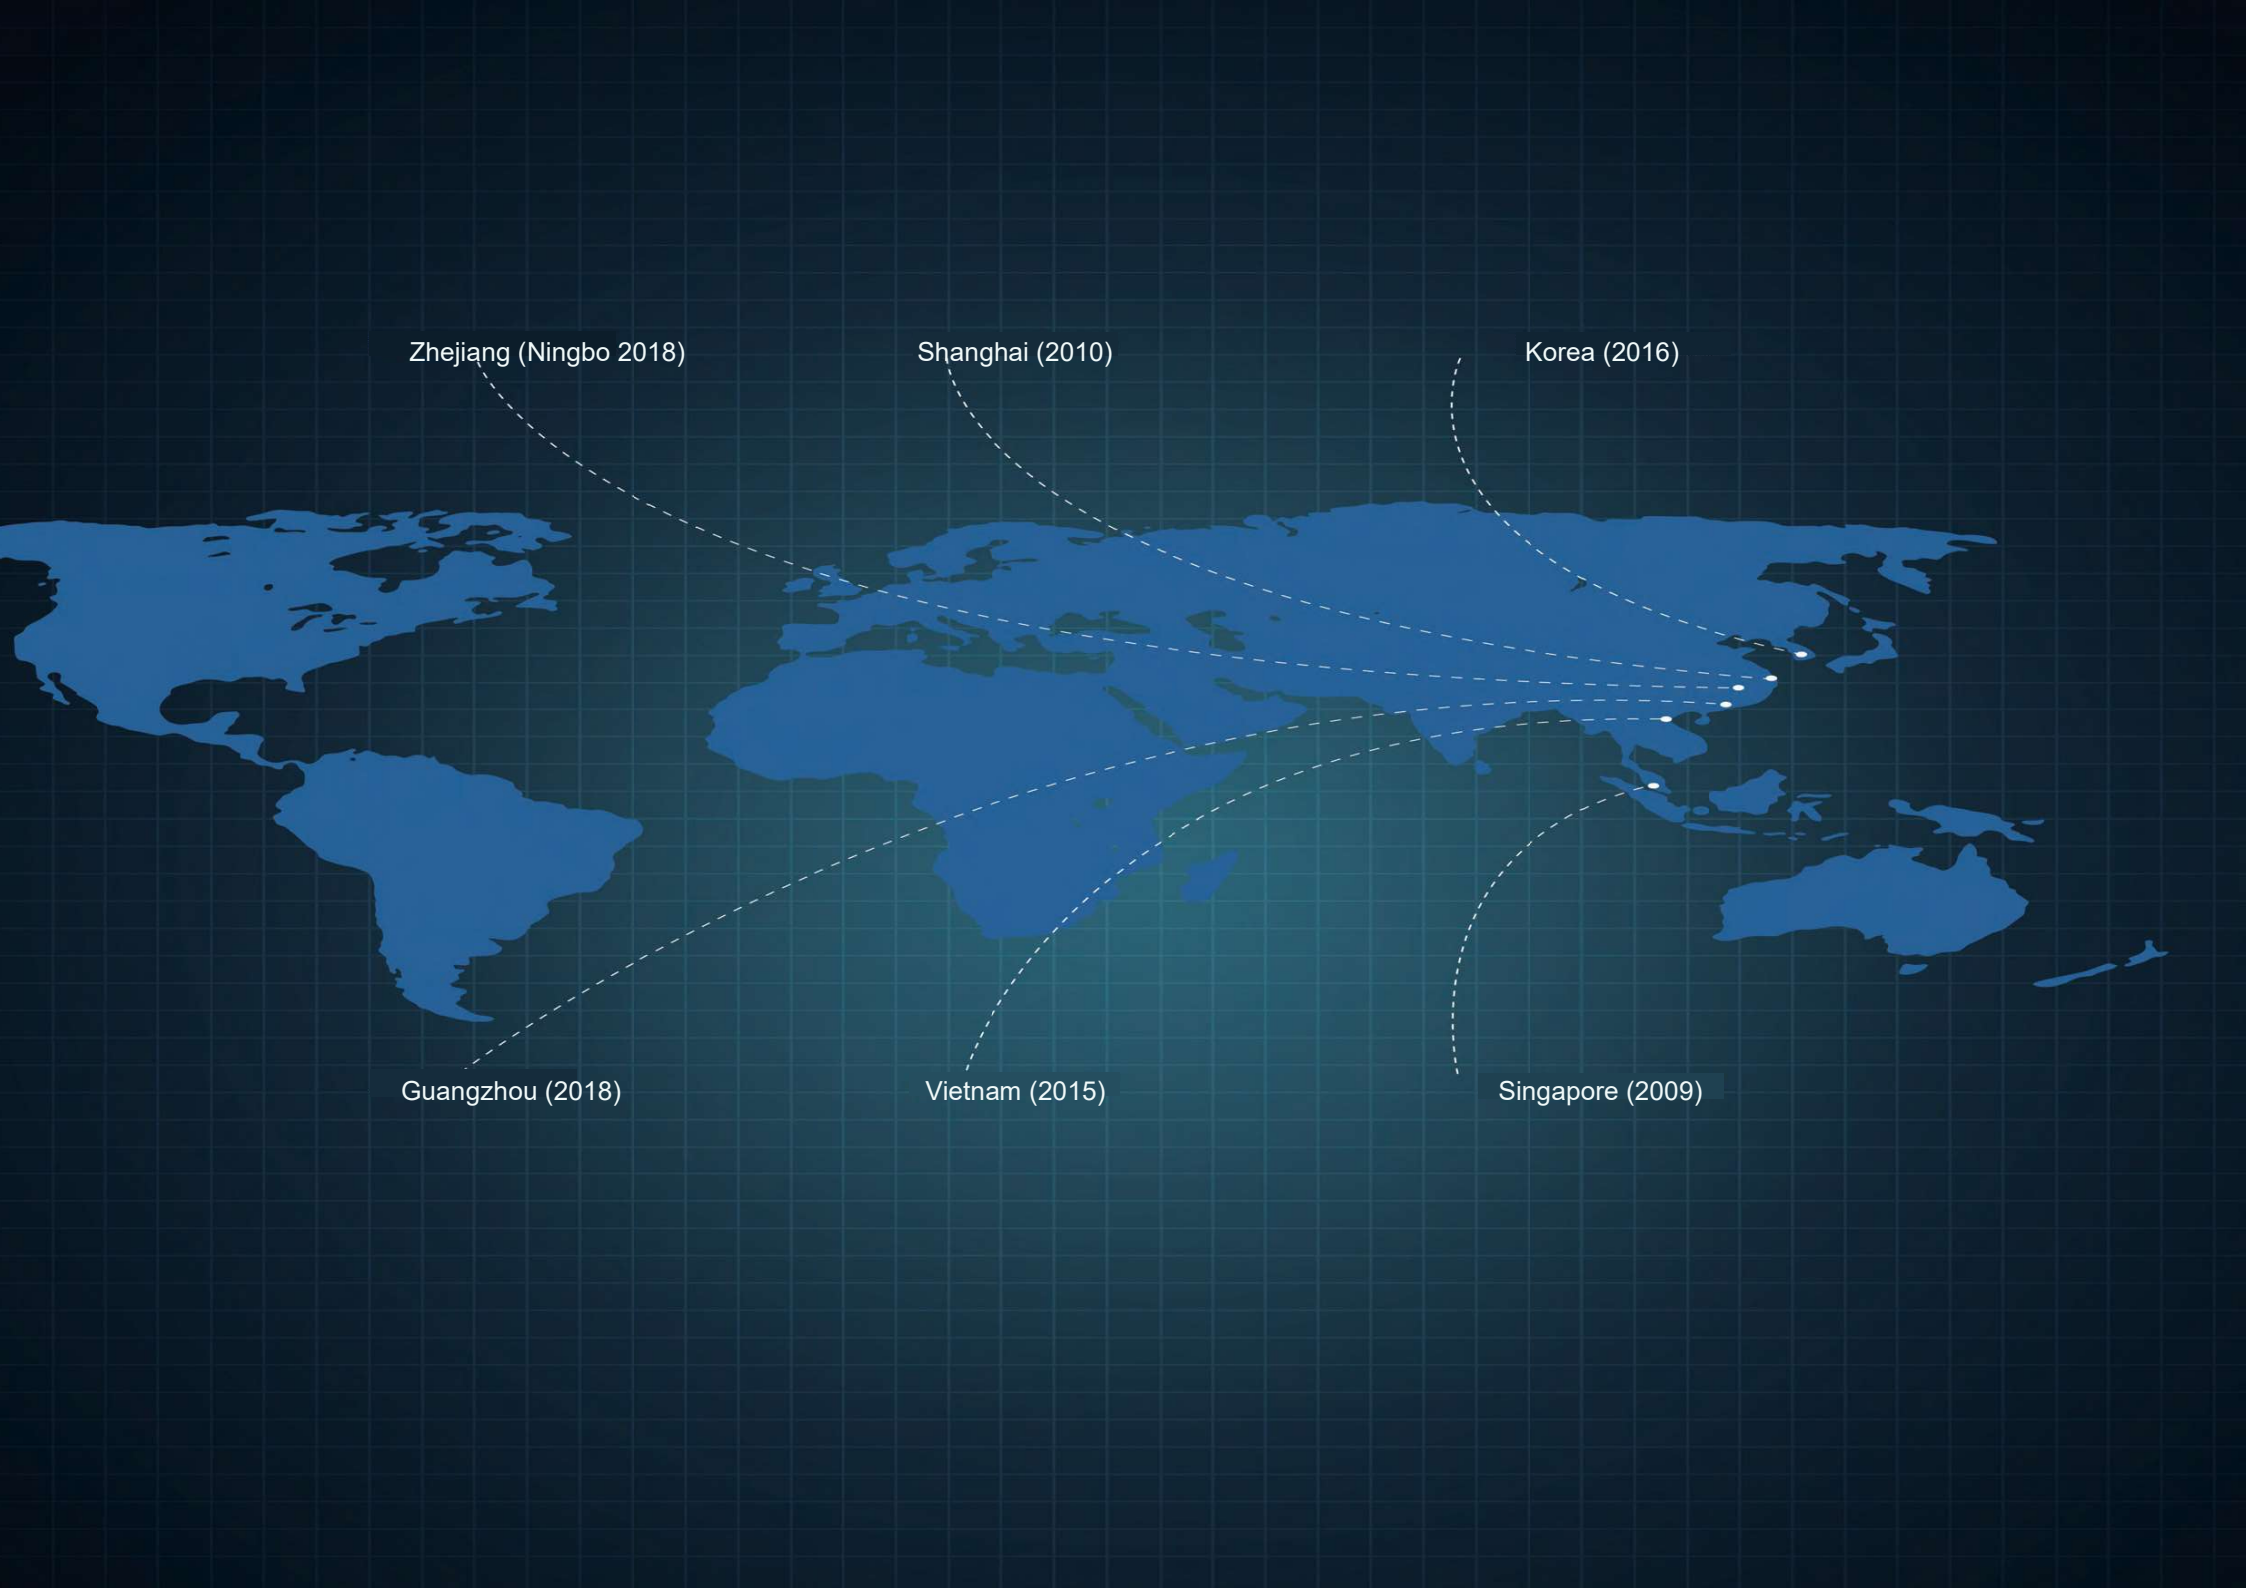 Zhejiang (Ningbo 2018)
Shanghai (2010)
Korea (2016)
Guangzhou (2018)
Vietnam (2015)
Singapore (2009)